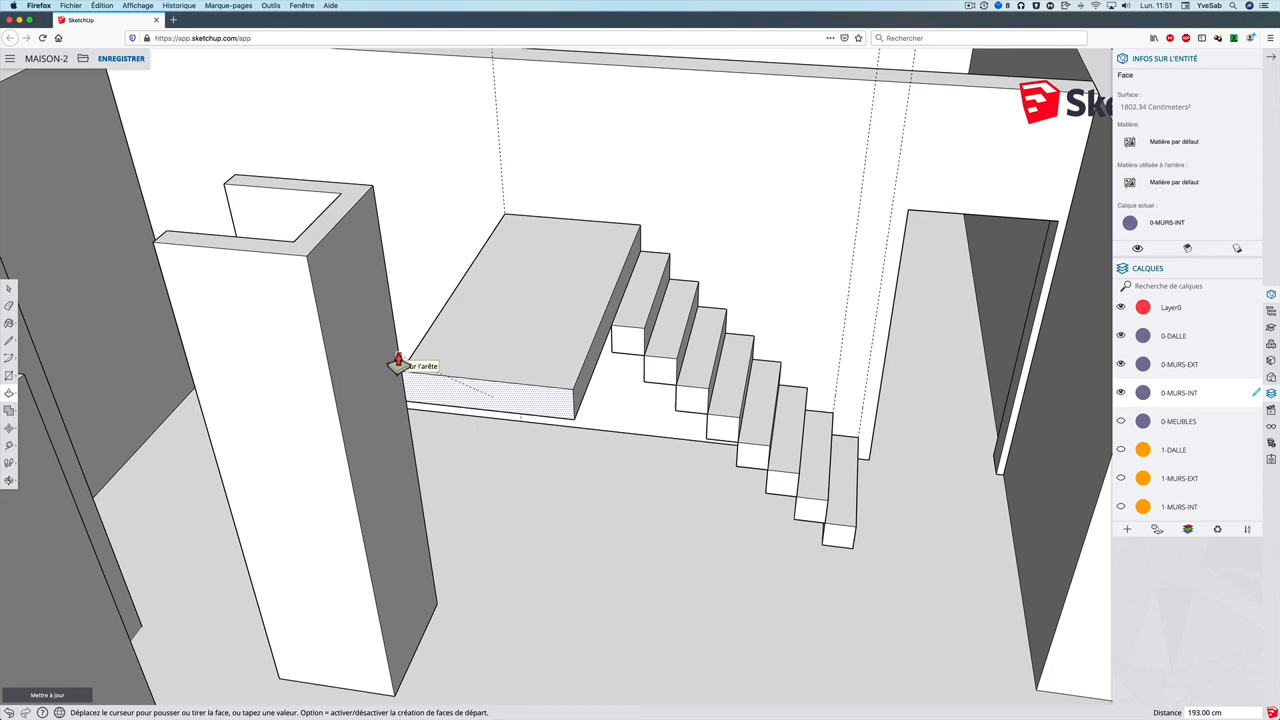 Firefox Fichier Édition Affichage Historique Marque-pages Outils Fenêtre Aide
8 Lun. 11:51 YveSab
SketchUp
https://app.sketchup.com/app
Rechercher
MAISON-2 ENREGISTRER
INFOS SUR L'ENTITÉ
Face
Surface :
1802.34 Centimeters²
Matière:
Matière par défaut
Matière utilisée à l'arrière :
Matière par défaut
Calque actuel :
0-MURS-INT
CALQUES
Recherche de calques
Layer0
0-DALLE
0-MURS-EXT
0-MURS-INT
0-MEUBLES
1-DALLE
1-MURS-EXT
1-MURS-INT
Ske
ur l'arête
Mettre à jour
Déplacez le curseur pour pousser ou tirer la face, ou tapez une valeur. Option = activer/désactiver la création de faces de départ.
Distance 193.00 cm